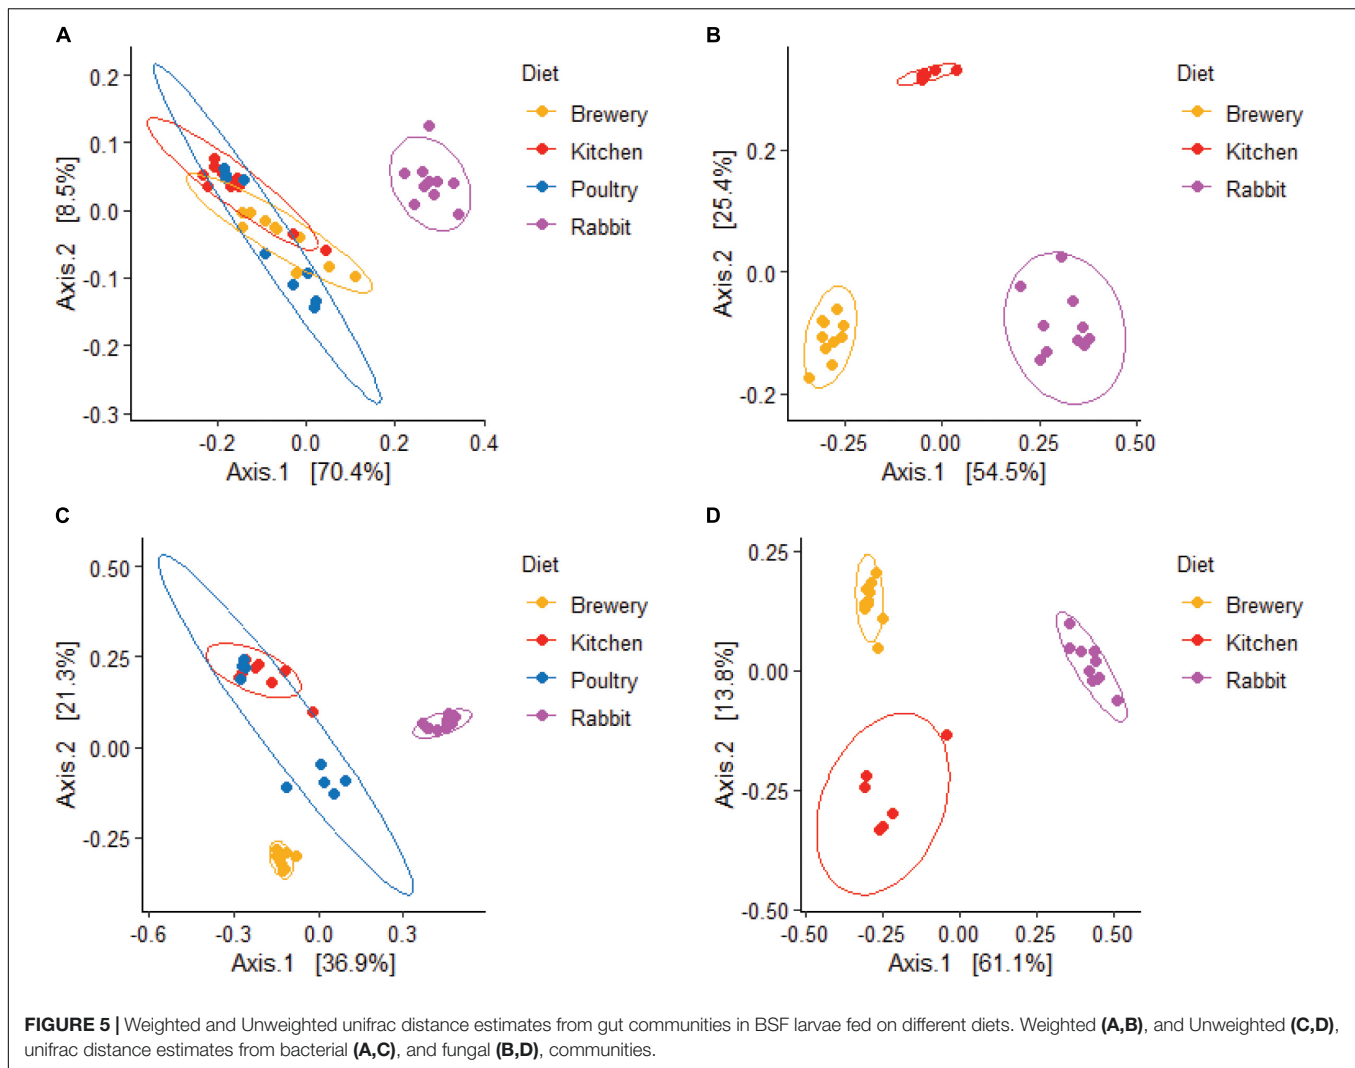 A
0.2
0.1
0.0
-0.1
-0.2
-0.3
Axis.2 [8.5%]
-0.2 0.0 0.2 0.4
Axis.1 [70.4%]
Diet
Brewery
Kitchen
Poultry
Rabbit
B
0.2
0.0
-0.2
Axis.2 [25.4%]
-0.25 0.00 0.25 0.50
Axis.1 [54.5%]
Diet
Brewery
Kitchen
Rabbit
C
0.50
0.25
0.00
-0.25
Axis.2 [21.3%]
-0.6 -0.3 0.0 0.3
Axis.1 [36.9%]
Diet
Brewery
Kitchen
Poultry
Rabbit
D
0.25
0.00
-0.25
-0.50
Axis.2 [13.8%]
-0.50 -0.25 0.00 0.25 0.50
Axis.1 [61.1%]
Diet
Brewery
Kitchen
Rabbit
FIGURE 5 | Weighted and Unweighted unifrac distance estimates from gut communities in BSF larvae fed on different diets. Weighted (A,B), and Unweighted (C,D),
unifrac distance estimates from bacterial (A,C), and fungal (B,D), communities.